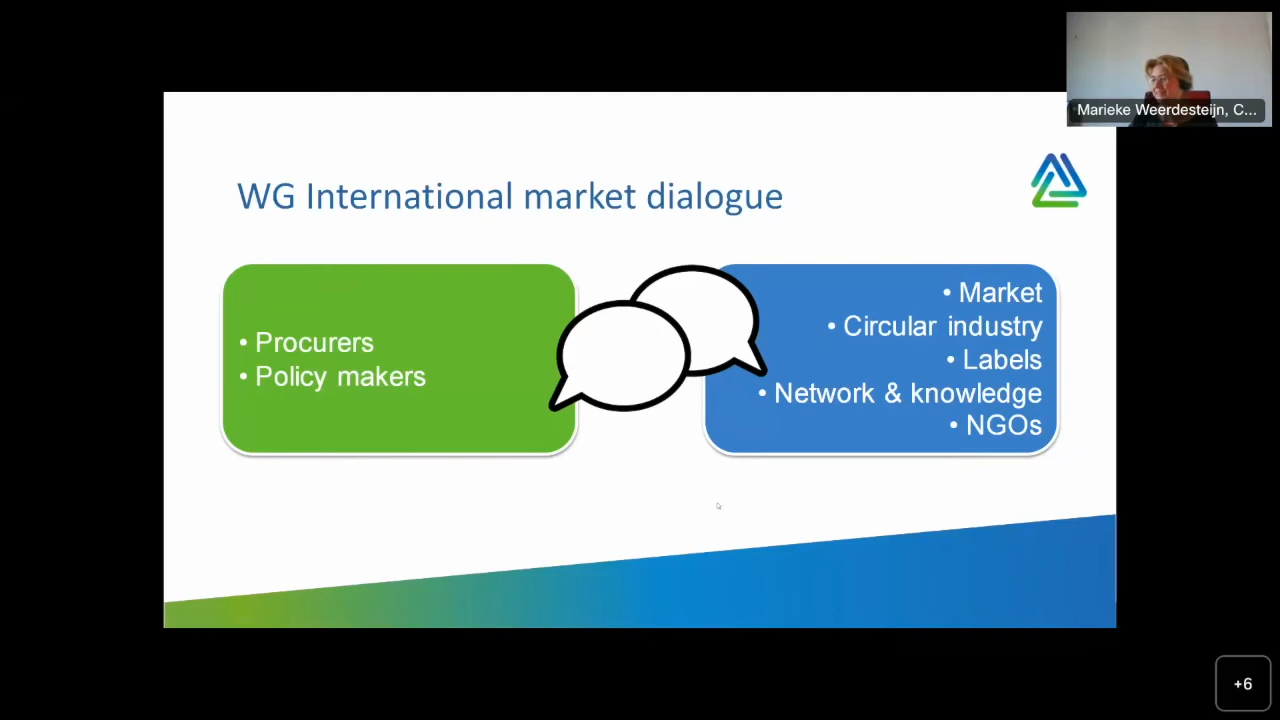 Marieke Weerdesteijn, C...
WG International market dialogue
• Procurers
• Policy makers
• Market
• Circular industry
• Labels
• Network & knowledge
• NGOs
+6